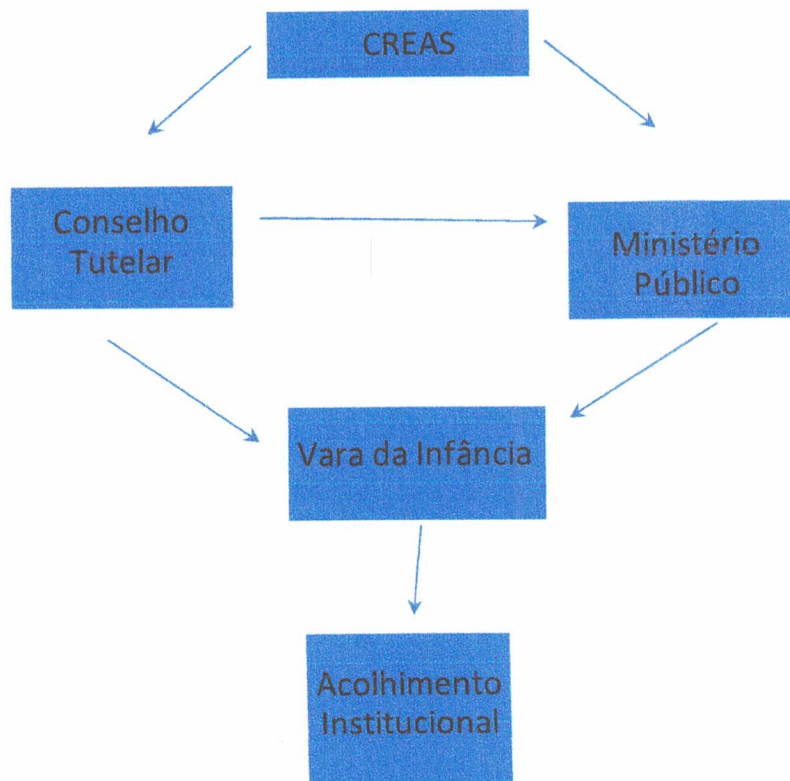 CREAS
Conselho
Tutelar
Ministério
Público
Vara da Infância
Acolhimento
Institucional